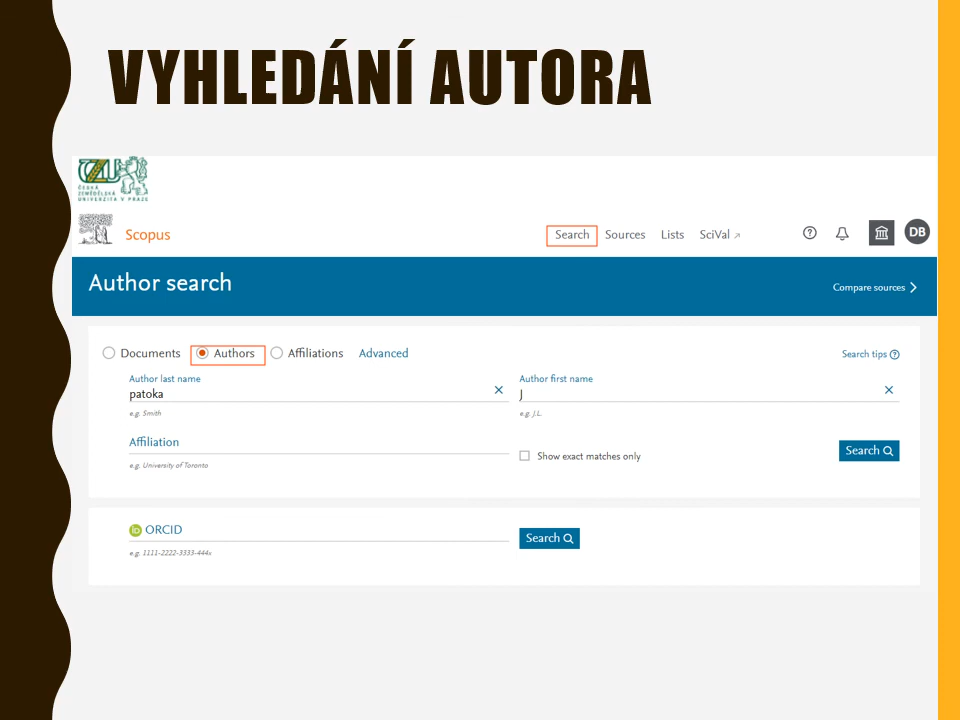 VYHLEDÁNÍ AUTORA
ČESKÁ
ZEMĚDĚLSKÁ
UNIVERZITA V PRAZE
Scopus
Search Sources Lists SciVal ↗
DB
Author search
Compare sources
Documents Authors Affiliations Advanced
Search tips
Author last name
patoka
e.g. Smith
Author first name
J
e.g. J.L.
Affiliation
e.g. University of Toronto
Show exact matches only
Search
iD ORCID
e.g. 1111-2222-3333-444x
Search